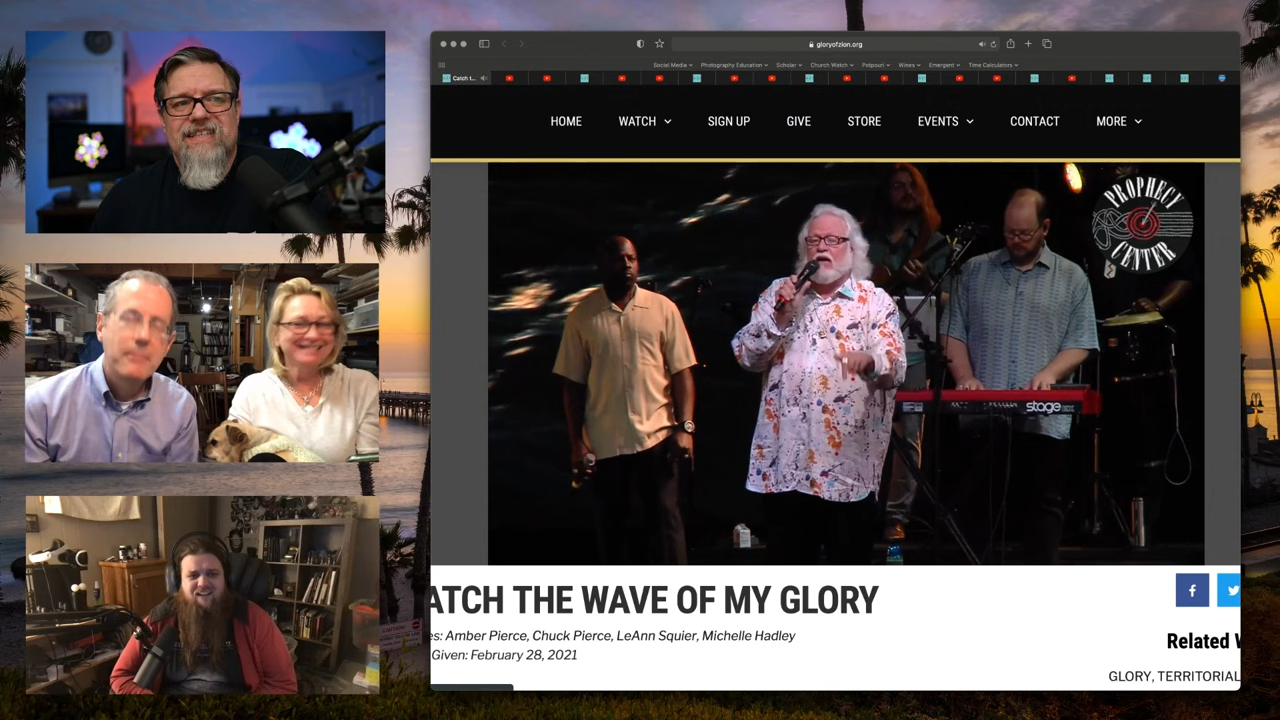 gloryofzion.org
Social Media Photography Education Scholar Church Watch Potpouri Wines Emergent Time Calculators
Catch t...
HOME WATCH SIGN UP GIVE STORE EVENTS CONTACT MORE
PROPHECY
CENTER
stage
ATCH THE WAVE OF MY GLORY
es: Amber Pierce, Chuck Pierce, LeAnn Squier, Michelle Hadley
Given: February 28, 2021
Related W
GLORY, TERRITORIAL